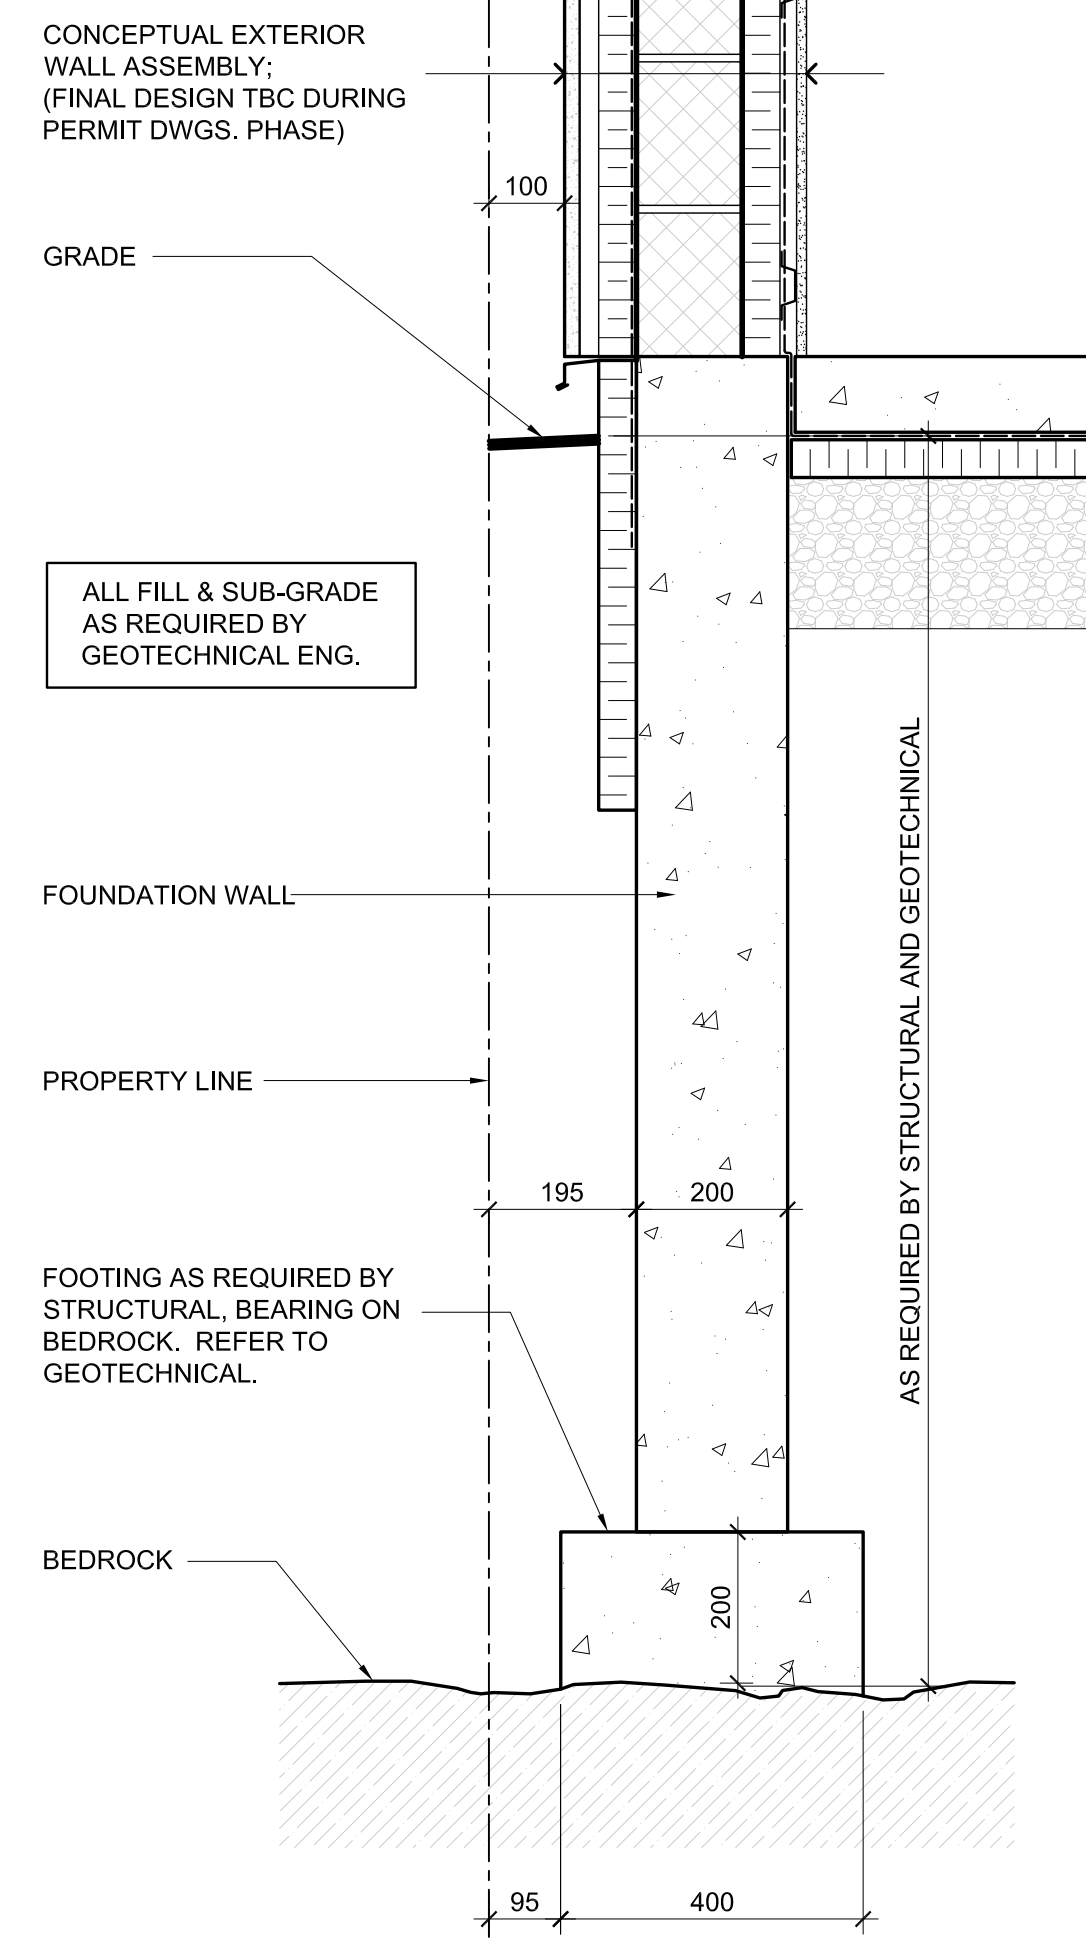 CONCEPTUAL EXTERIOR
WALL ASSEMBLY;
(FINAL DESIGN TBC DURING
PERMIT DWGS. PHASE)
100
GRADE
ALL FILL & SUB-GRADE
AS REQUIRED BY
GEOTECHNICAL ENG.
FOUNDATION WALL
AS REQUIRED BY STRUCTURAL AND GEOTECHNICAL
PROPERTY LINE
195
200
FOOTING AS REQUIRED BY
STRUCTURAL, BEARING ON
BEDROCK. REFER TO
GEOTECHNICAL.
BEDROCK
200
95
400